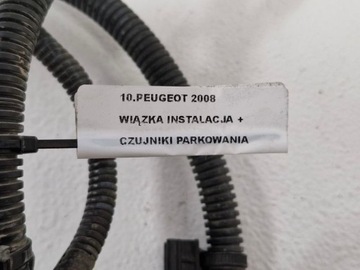 10.PEUGEOT 2008
WIĄZKA INSTALACJA +
CZUJNIKI PARKOWANIA